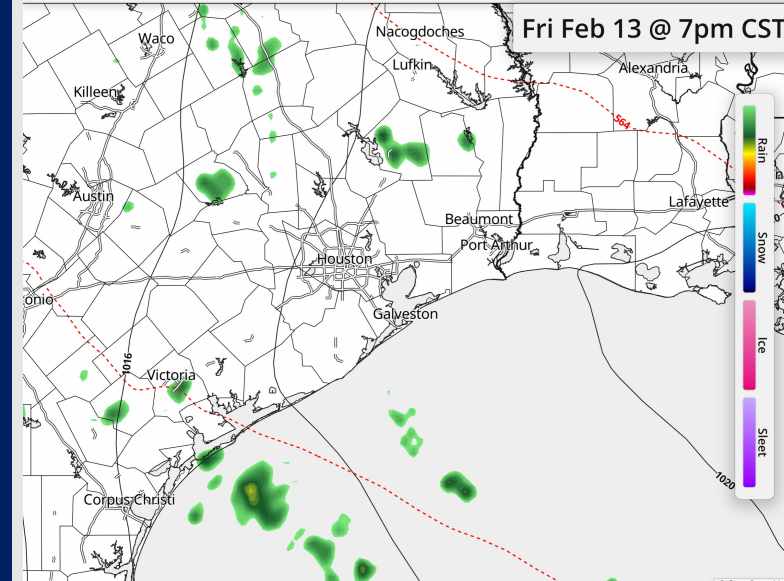 Fri Feb 13 @ 7pm CST
Waco
Nacogdoches
Lufkin
Alexandria
Killeen
564
Rain
Austin
Lafayette
Beaumont
Snow
Port Arthur
Houston
onio
Galveston
Ice
1016
Victoria
Sleet
1020
Corpus Christi